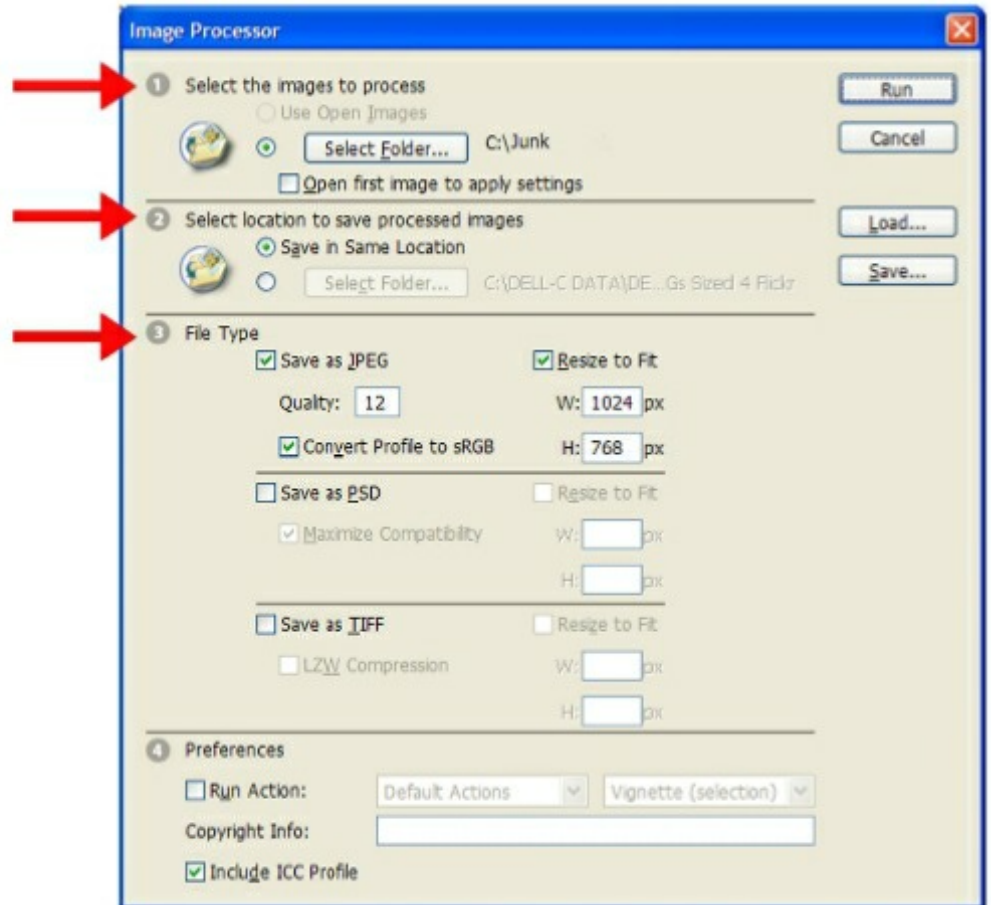 Image Processor
1 Select the images to process
Run
Use Open Images
Select Folder... C:\Junk
Cancel
Open first image to apply settings
2 Select location to save processed images
Load...
Save in Same Location
Select Folder... C:\DELL-C DATA\DE...Gs Sized 4 Flickr
Save...
3 File Type
Save as JPEG Resize to Fit
Quality: 12 W: 1024 px
Convert Profile to sRGB H: 768 px
Save as PSD Resize to Fit
Maximize Compatibility W: px
H: px
Save as TIFF Resize to Fit
LZW Compression W: px
H: px
4 Preferences
Run Action: Default Actions Vignette (selection)
Copyright Info:
Include ICC Profile